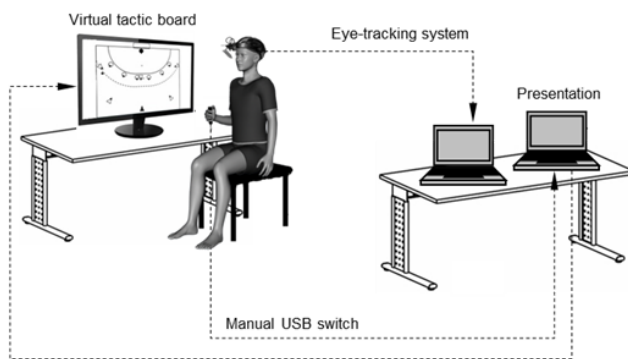 Virtual tactic board
Eye-tracking system
Presentation
Manual USB switch